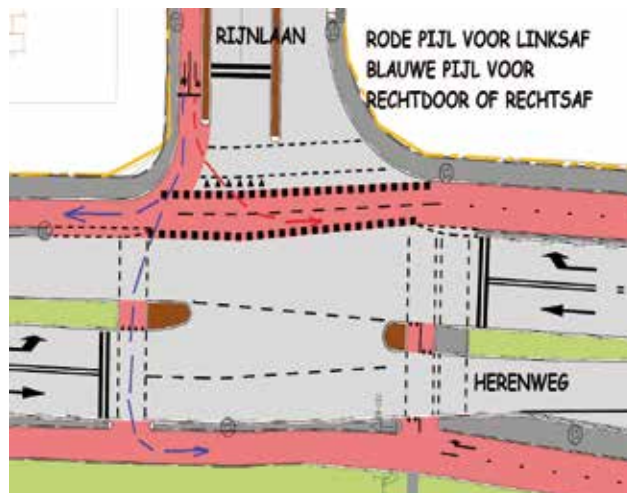 RIJNLAAN
RODE PIJL VOOR LINKSAF
BLAUWE PIJL VOOR
RECHTDOOR OF RECHTSAF
HERENWEG